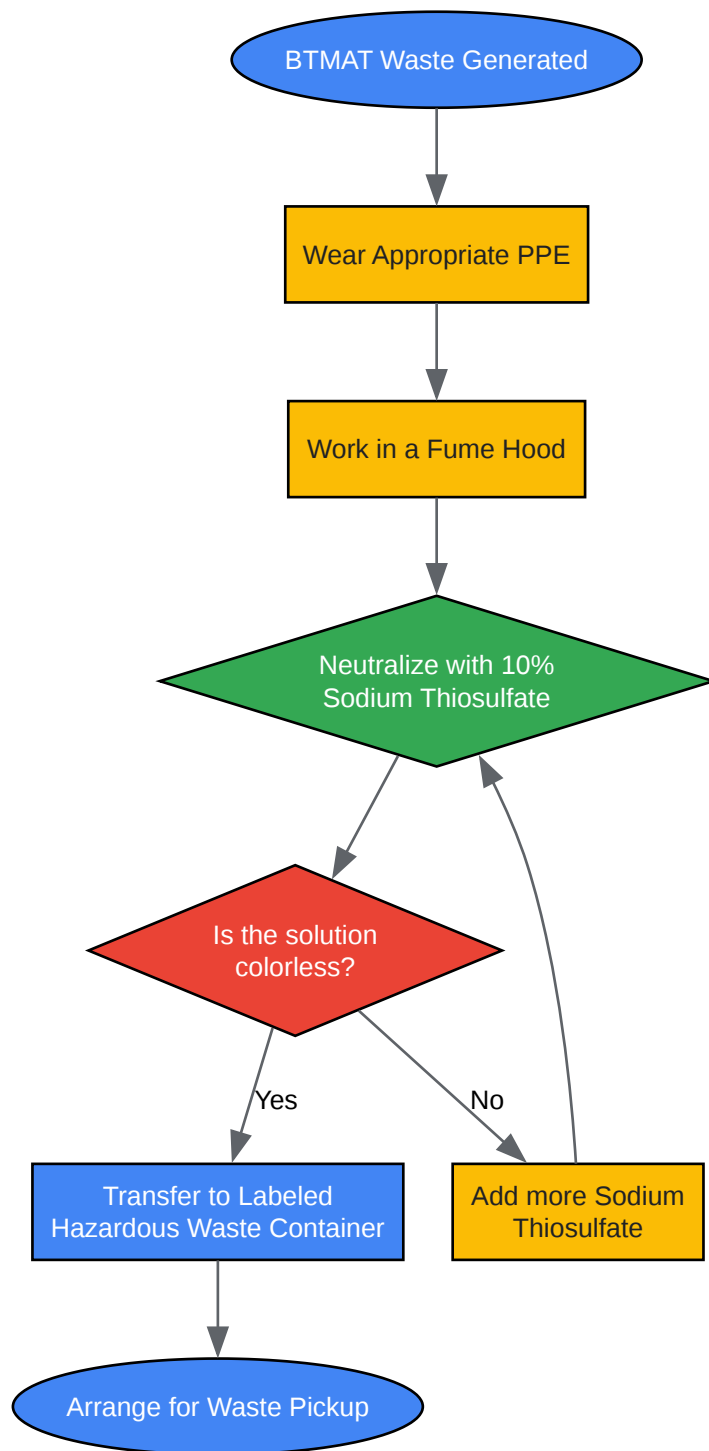 BTMAT Waste Generated
Wear Appropriate PPE
Work in a Fume Hood
Neutralize with 10%
Sodium Thiosulfate
Is the solution
colorless?
Yes
No
Transfer to Labeled
Hazardous Waste Container
Add more Sodium
Thiosulfate
Arrange for Waste Pickup